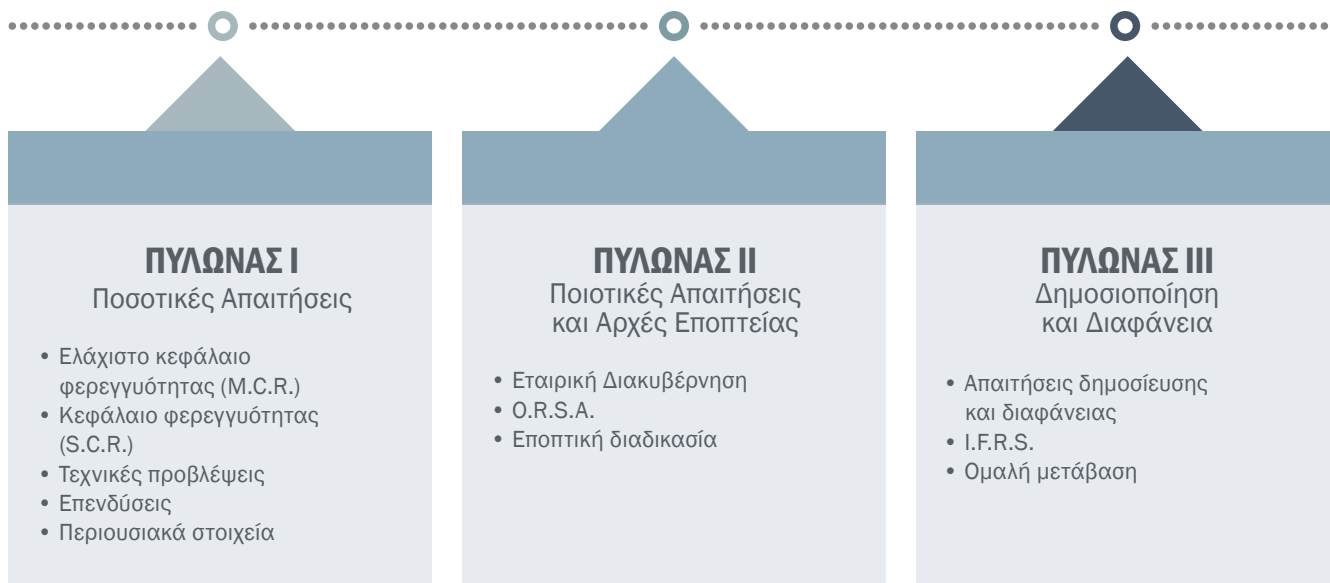 ΠΥΛΩΝΑΣ I
Ποσοτικές Απαιτήσεις
• Ελάχιστο κεφάλαιο
φερεγγυότητας (M.C.R.)
• Κεφάλαιο φερεγγυότητας
(S.C.R.)
• Τεχνικές προβλέψεις
• Επενδύσεις
• Περιουσιακά στοιχεία
ΠΥΛΩΝΑΣ II
Ποιοτικές Απαιτήσεις
και Αρχές Εποπτείας
• Εταιρική Διακυβέρνηση
• O.R.S.A.
• Εποπτική διαδικασία
ΠΥΛΩΝΑΣ III
Δημοσιοποίηση
και Διαφάνεια
• Απαιτήσεις δημοσίευσης
και διαφάνειας
• I.F.R.S.
• Ομαλή μετάβαση